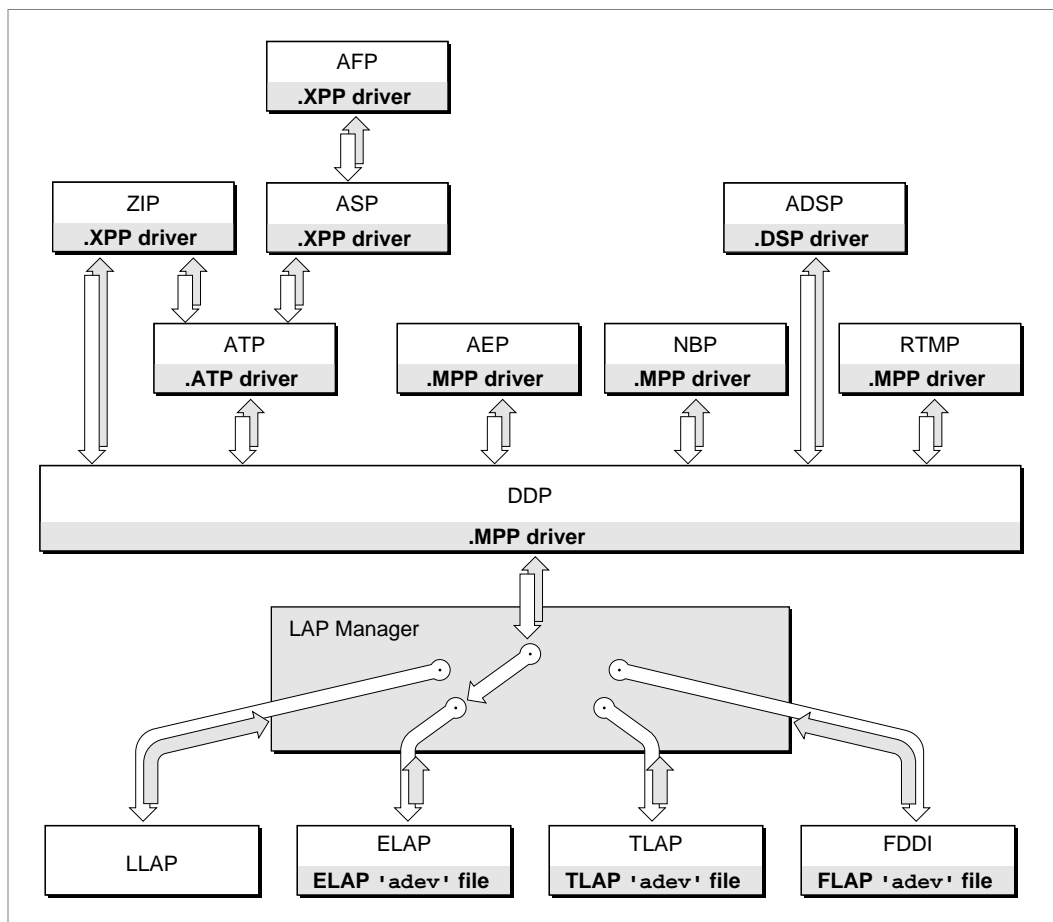 AFP
.XPP driver
ZIP
.XPP driver
ASP
.XPP driver
ADSP
.DSP driver
ATP
.ATP driver
AEP
.MPP driver
NBP
.MPP driver
RTMP
.MPP driver
DDP
.MPP driver
LAP Manager
LLAP
ELAP
ELAP 'adev' file
TLAP
TLAP 'adev' file
FDDI
FLAP 'adev' file